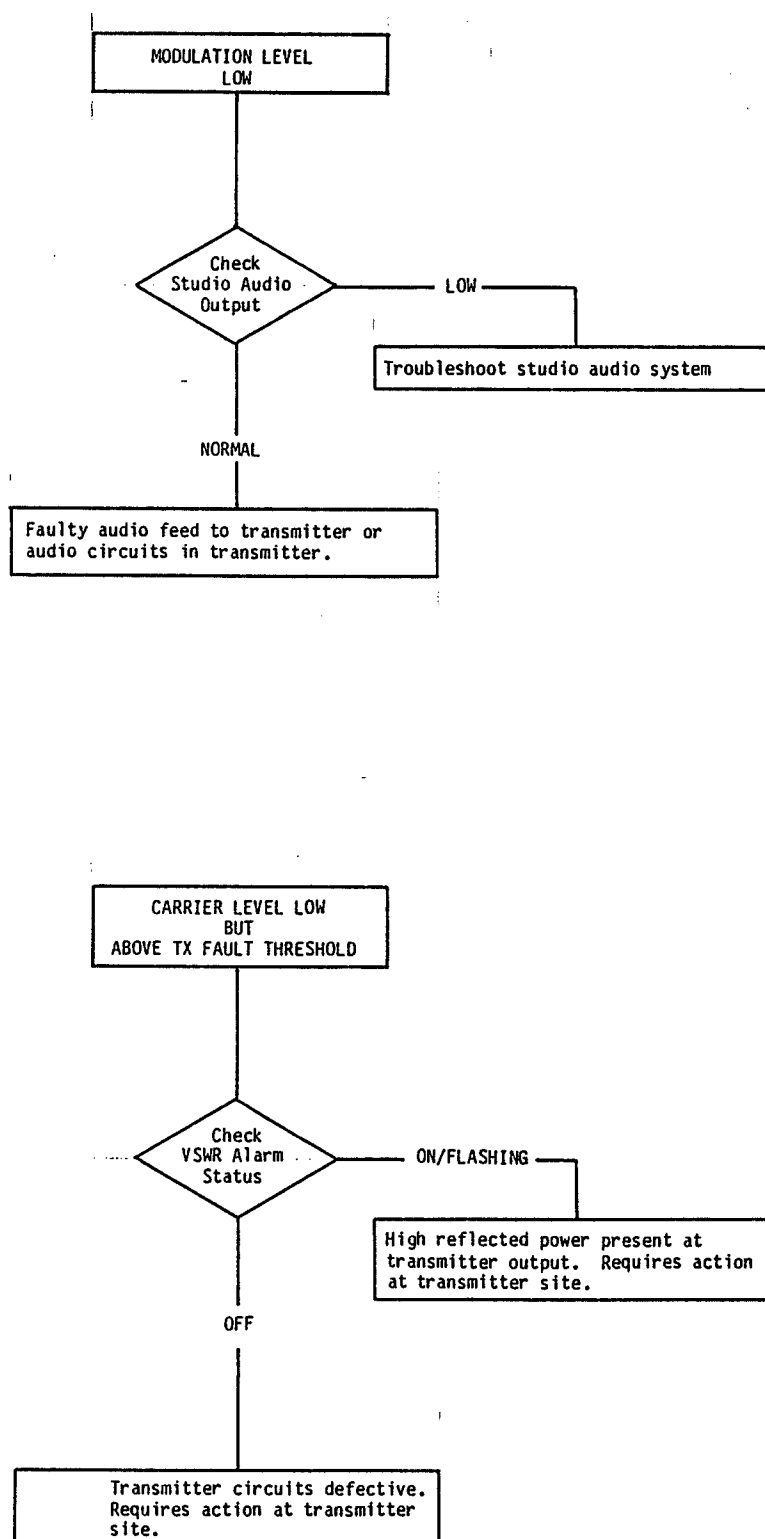 MODULATION LEVEL
LOW
Check
Studio Audio
Output
LOW
Troubleshoot studio audio system
NORMAL
Faulty audio feed to transmitter or
audio circuits in transmitter.
CARRIER LEVEL LOW
BUT
ABOVE TX FAULT THRESHOLD
Check
VSWR Alarm
Status
ON/FLASHING
High reflected power present at
transmitter output. Requires action
at transmitter site.
OFF
Transmitter circuits defective.
Requires action at transmitter
site.